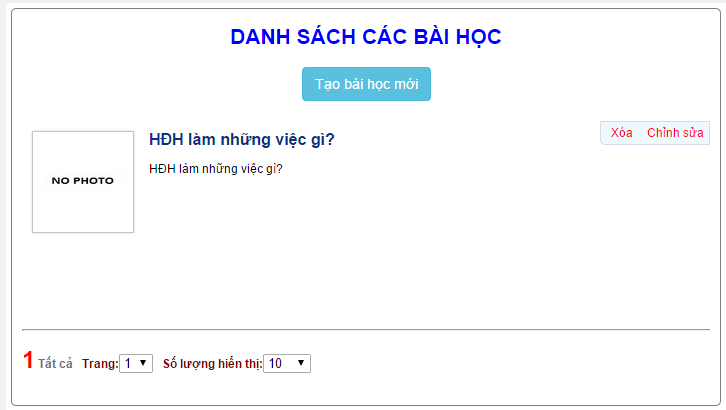 DANH SÁCH CÁC BÀI HỌC
Tạo bài học mới
Xóa Chỉnh sửa
HĐH làm những việc gì?
HĐH làm những việc gì?
NO PHOTO
1 Tất cả Trang: 1 Số lượng hiển thị: 10